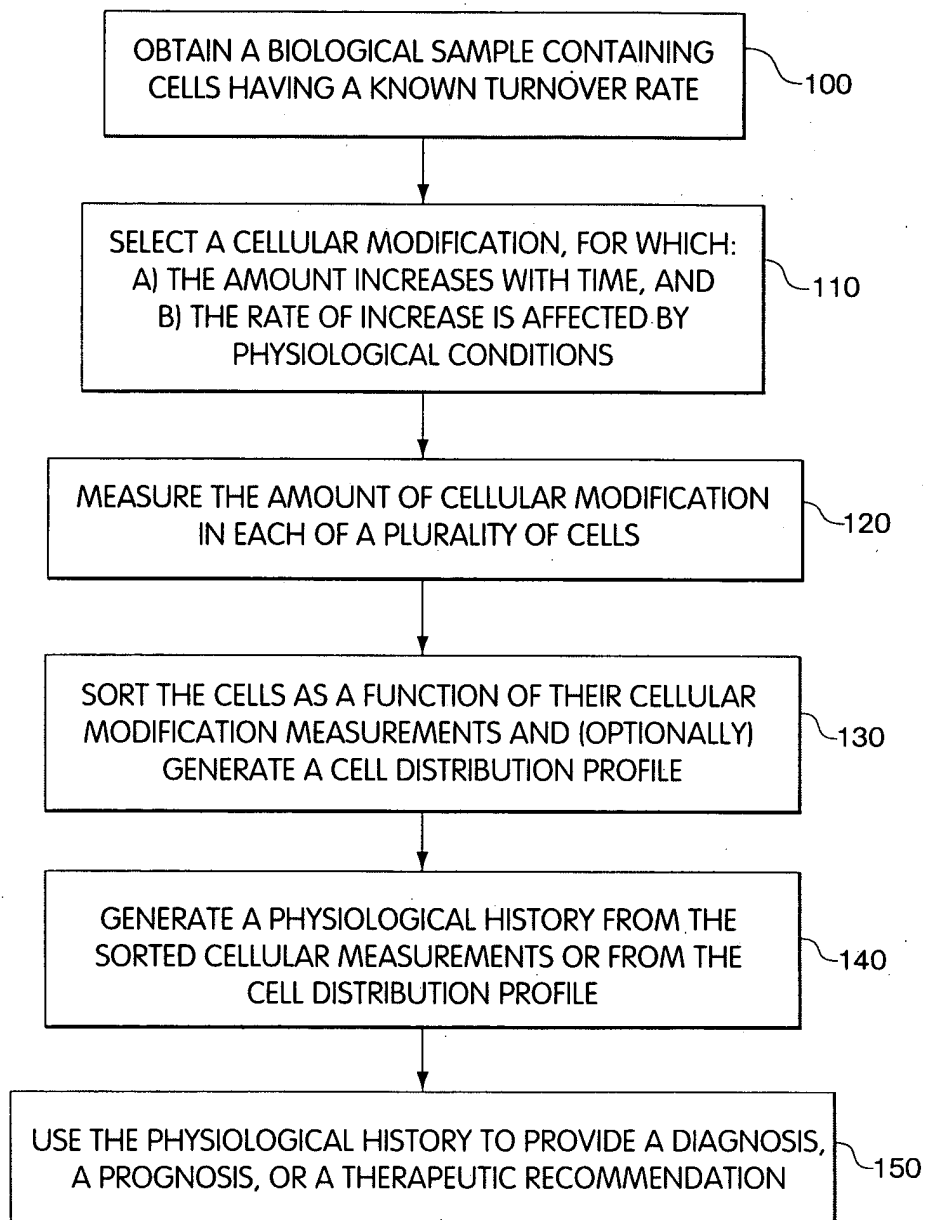 OBTAIN A BIOLOGICAL SAMPLE CONTAINING
CELLS HAVING A KNOWN TURNOVER RATE
100
SELECT A CELLULAR MODIFICATION, FOR WHICH:
A) THE AMOUNT INCREASES WITH TIME, AND
B) THE RATE OF INCREASE IS AFFECTED BY
PHYSIOLOGICAL CONDITIONS
110
MEASURE THE AMOUNT OF CELLULAR MODIFICATION
IN EACH OF A PLURALITY OF CELLS
120
SORT THE CELLS AS A FUNCTION OF THEIR CELLULAR
MODIFICATION MEASUREMENTS AND (OPTIONALLY)
GENERATE A CELL DISTRIBUTION PROFILE
130
GENERATE A PHYSIOLOGICAL HISTORY FROM THE
SORTED CELLULAR MEASUREMENTS OR FROM THE
CELL DISTRIBUTION PROFILE
140
USE THE PHYSIOLOGICAL HISTORY TO PROVIDE A DIAGNOSIS,
A PROGNOSIS, OR A THERAPEUTIC RECOMMENDATION
150